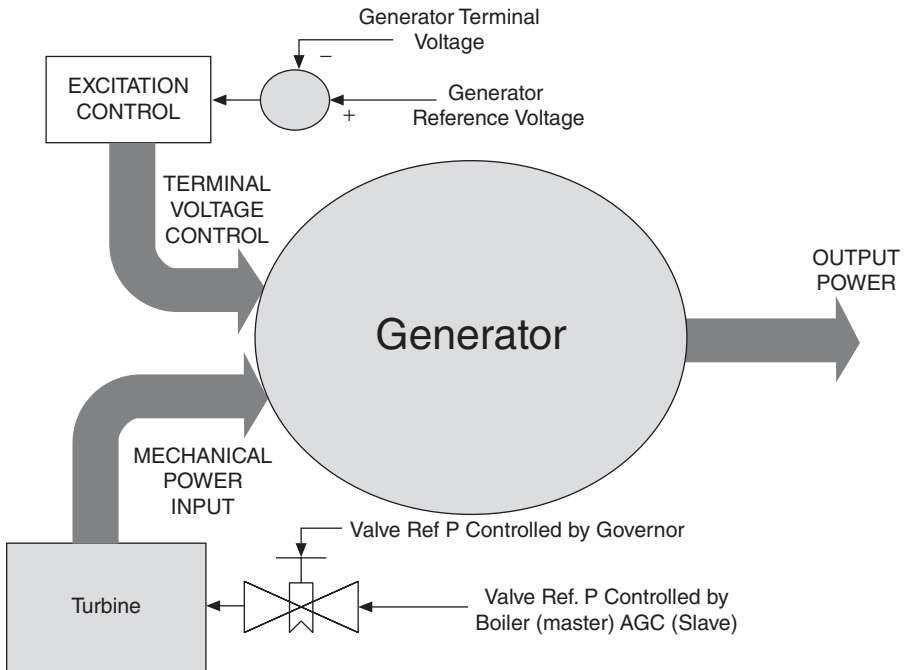 Generator Terminal
Voltage
−
EXCITATION
CONTROL
Generator
Reference Voltage
+
TERMINAL
VOLTAGE
CONTROL
OUTPUT
POWER
Generator
MECHANICAL
POWER
INPUT
Valve Ref P Controlled by Governor
Turbine
Valve Ref. P Controlled by
Boiler (master) AGC (Slave)